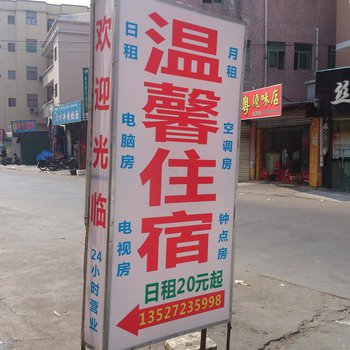 欢迎光临
24小时营业
日租
电脑房
电视房
温馨住宿
月租
空调房
钟点房
日租20元起
13527235998
粤烧味店